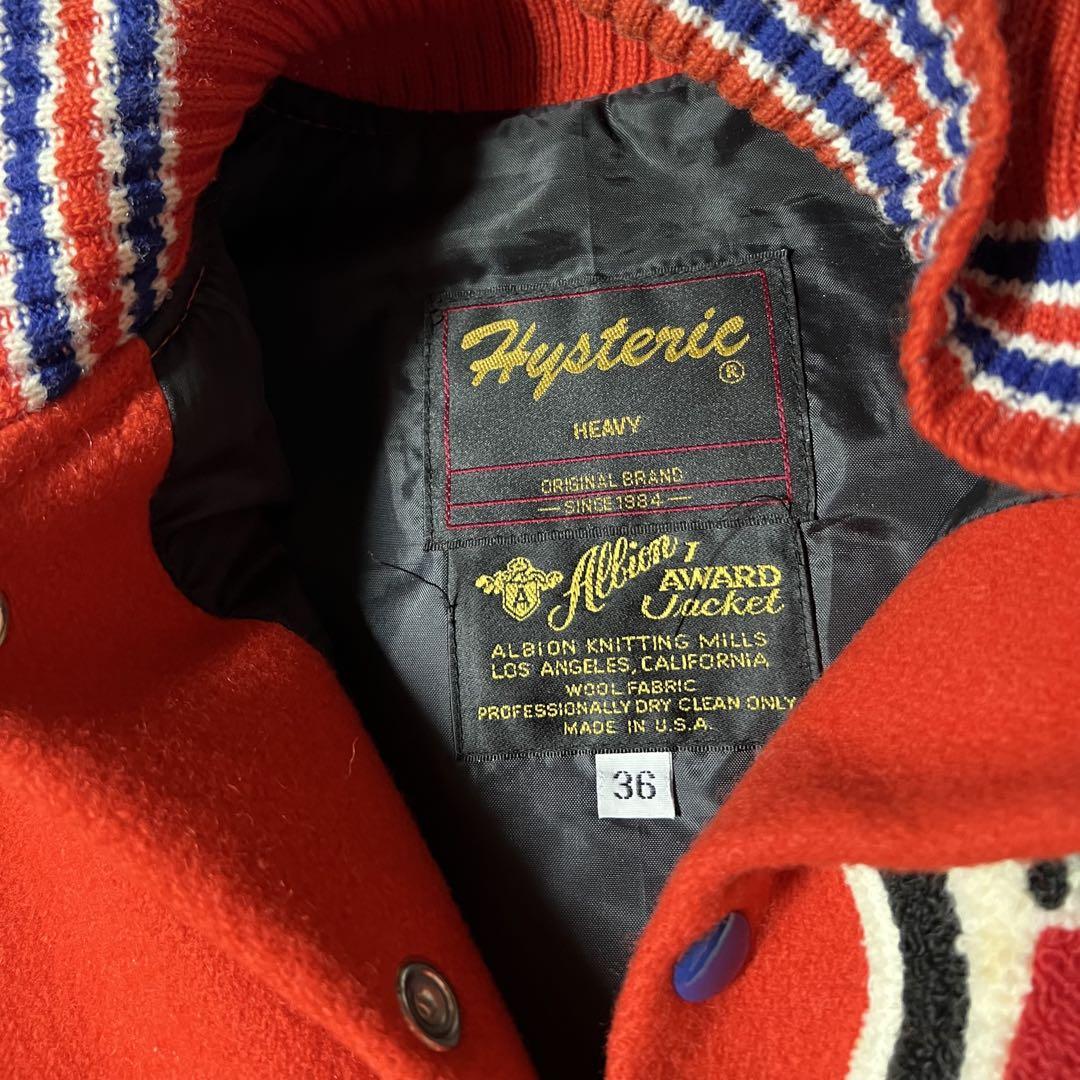 Hysteric ®
HEAVY
ORIGINAL BRAND
— SINCE 1984 —
A
Albion I
AWARD
Jacket
ALBION KNITTING MILLS
LOS ANGELES, CALIFORNIA
WOOL FABRIC
PROFESSIONALLY DRY CLEAN ONLY
MADE IN U.S.A.
36